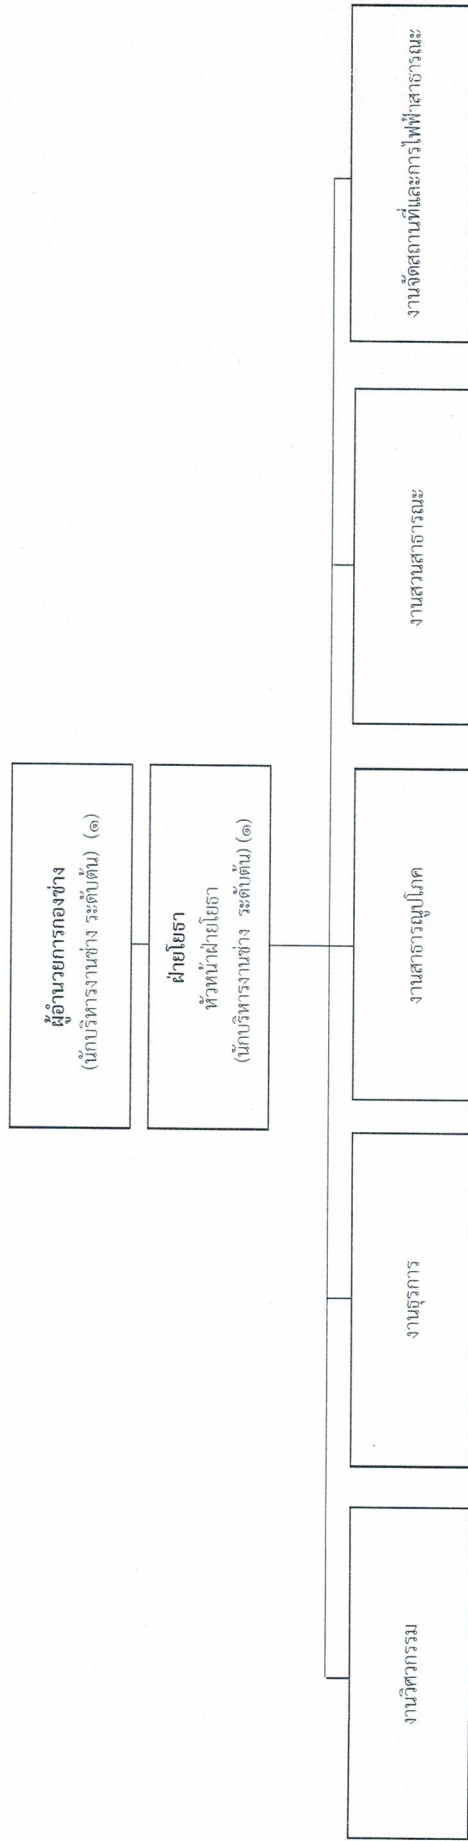 ผู้อำนวยการกองช่าง
(นักบริหารงานช่าง ระดับต้น) (๑)
ฝ่ายโยธา
หัวหน้าฝ่ายโยธา
(นักบริหารงานช่าง ระดับต้น) (๑)
งานวิศวกรรม
งานธุรการ
งานสาธารณูปโภค
งานสวนสาธารณะ
งานจัดสถานที่และการไฟฟ้าสาธารณะ